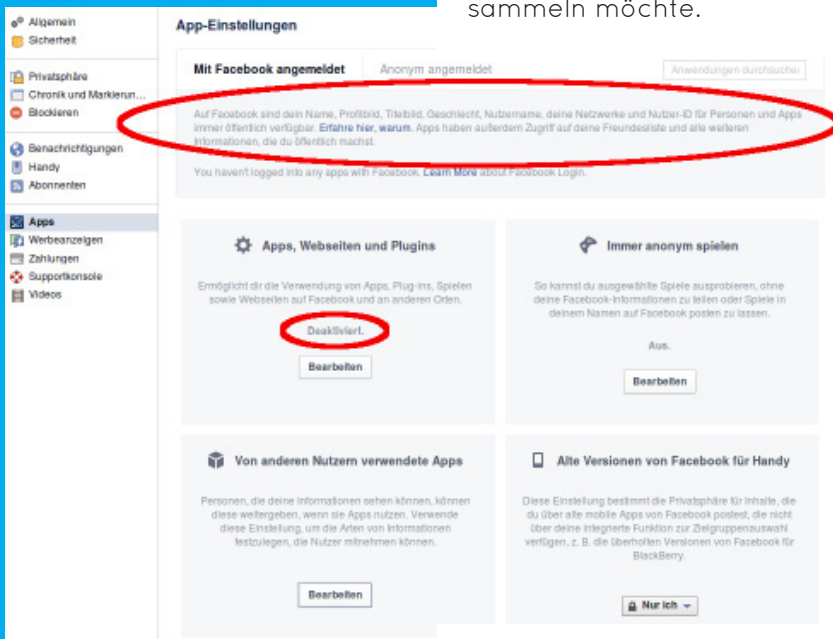 sammeln möchte.
Allgemein
Sicherheit
Privatsphäre
Chronik und Markierun...
Blockieren
Benachrichtigungen
Handy
Abonnenten
Apps
Werbeanzeigen
Zahlungen
Supportkonsole
Videos
App-Einstellungen
Mit Facebook angemeldet
Anonym angemeldet
Anwendungen durchsuchen
Auf Facebook sind dein Name, Profilbild, Titelbild, Geschlecht, Nutzername, deine Netzwerke und Nutzer-ID für Personen und Apps
immer öffentlich verfügbar. Erfahre hier, warum. Apps haben außerdem Zugriff auf deine Freundesliste und alle weiteren
Informationen, die du öffentlich machst.
You haven't logged into any apps with Facebook. Learn More about Facebook Login.
Apps, Webseiten und Plugins
Ermöglicht dir die Verwendung von Apps, Plug-ins, Spielen
sowie Webseiten auf Facebook und an anderen Orten.
Deaktiviert.
Bearbeiten
Immer anonym spielen
So kannst du ausgewählte Spiele ausprobieren, ohne
deine Facebook-Informationen zu teilen oder Spiele in
deinem Namen auf Facebook posten zu lassen.
Aus.
Bearbeiten
Von anderen Nutzern verwendete Apps
Personen, die deine Informationen sehen können, können
diese weitergeben, wenn sie Apps nutzen. Verwende
diese Einstellung, um die Arten von Informationen
festzulegen, die Nutzer mitnehmen können.
Bearbeiten
Alte Versionen von Facebook für Handy
Diese Einstellung bestimmt die Privatsphäre für Inhalte, die
du über alte mobile Apps von Facebook postest, die nicht
über deine integrierte Funktion zur Zielgruppenauswahl
verfügen, z. B. die überholten Versionen von Facebook für
BlackBerry.
Nur ich